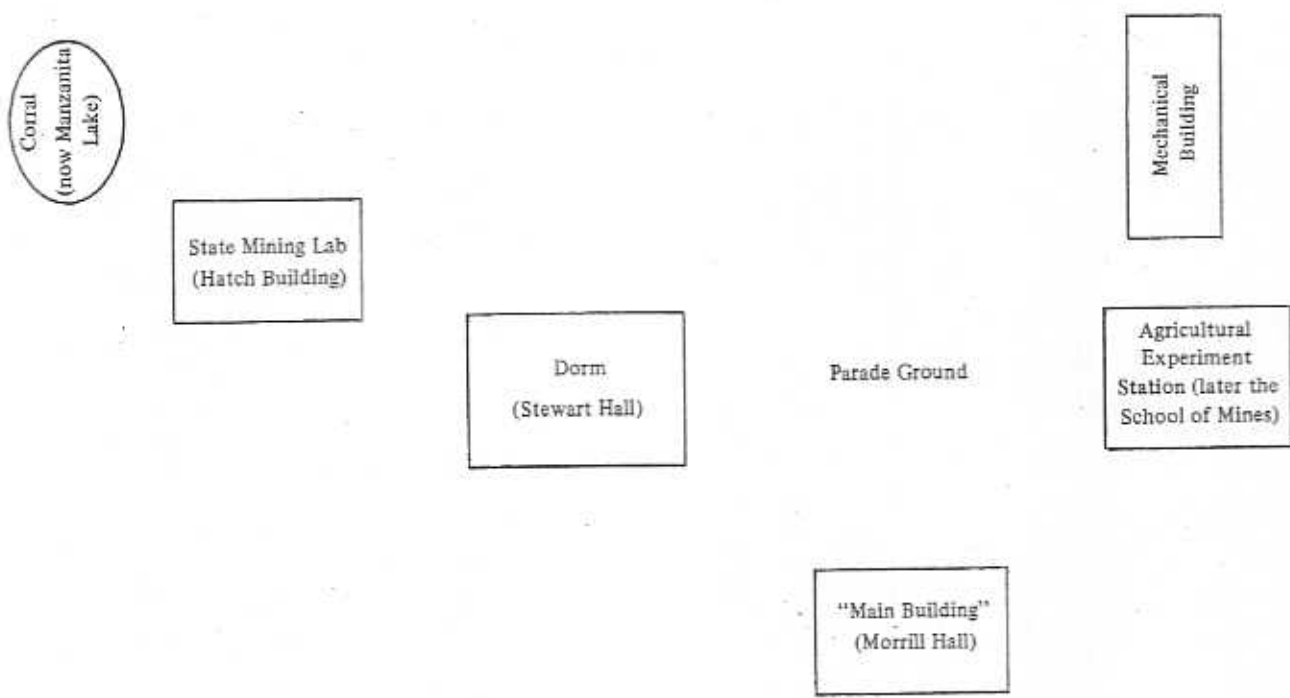 Corral
(now Manzanita
Lake)
Mechanical
Building
State Mining Lab
(Hatch Building)
Dorm
(Stewart Hall)
Parade Ground
Agricultural
Experiment
Station (later the
School of Mines)
“Main Building”
(Morrill Hall)